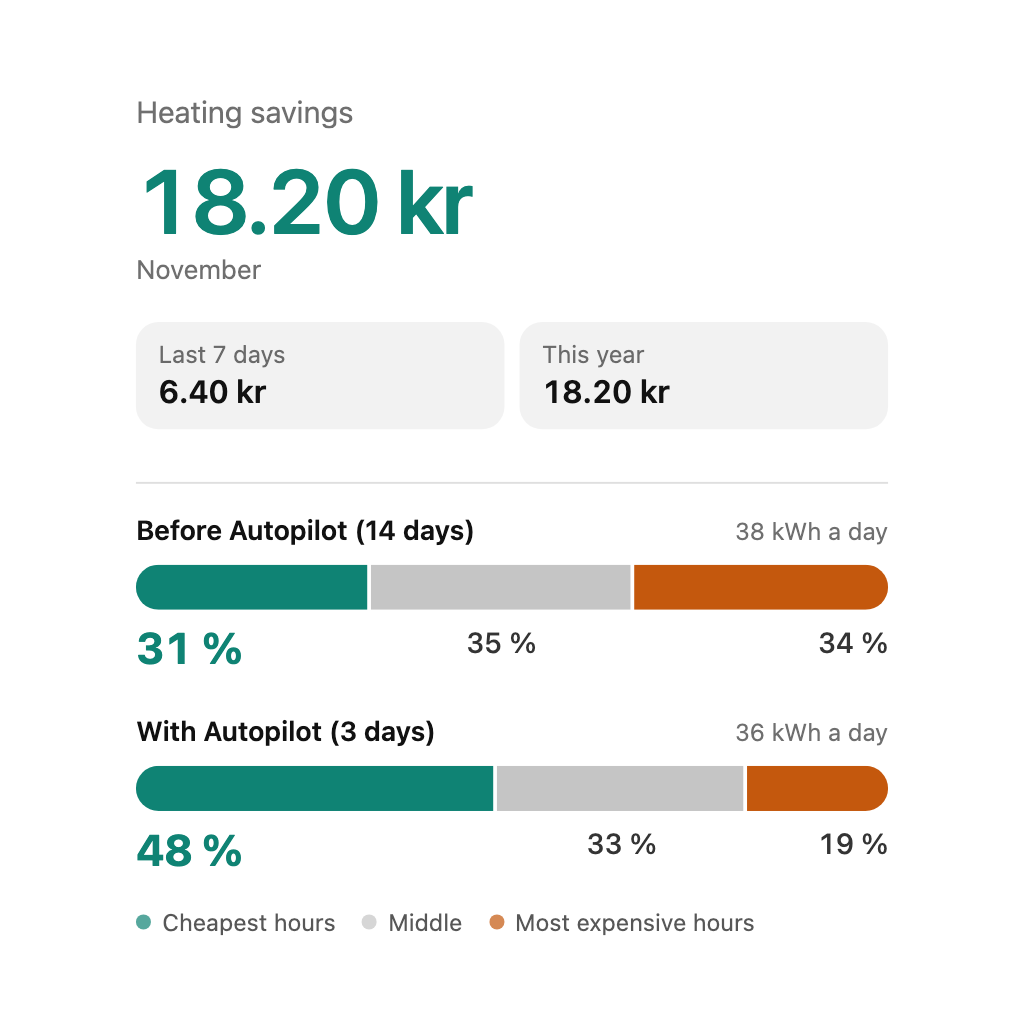 Heating savings
18.20 kr
November
Last 7 days
6.40 kr
This year
18.20 kr
Before Autopilot (14 days)
38 kWh a day
31 %
35 %
34 %
With Autopilot (3 days)
36 kWh a day
48 %
33 %
19 %
Cheapest hours
Middle
Most expensive hours